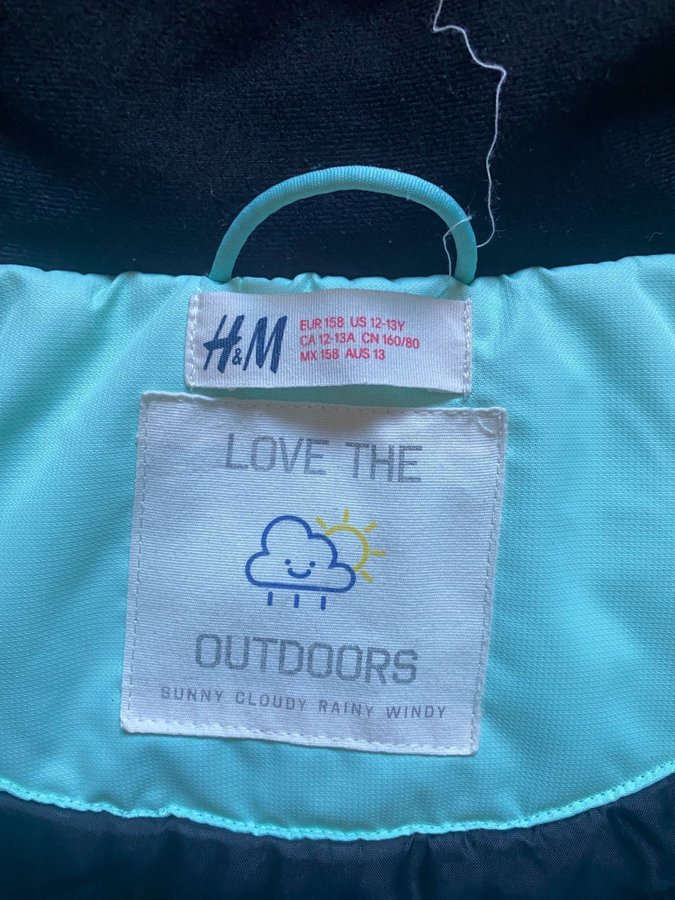 H&M
EUR 158 US 12-13Y
CA 12-13A CN 160/80
MX 158 AUS 13
LOVE THE
OUTDOORS
SUNNY CLOUDY RAINY WINDY